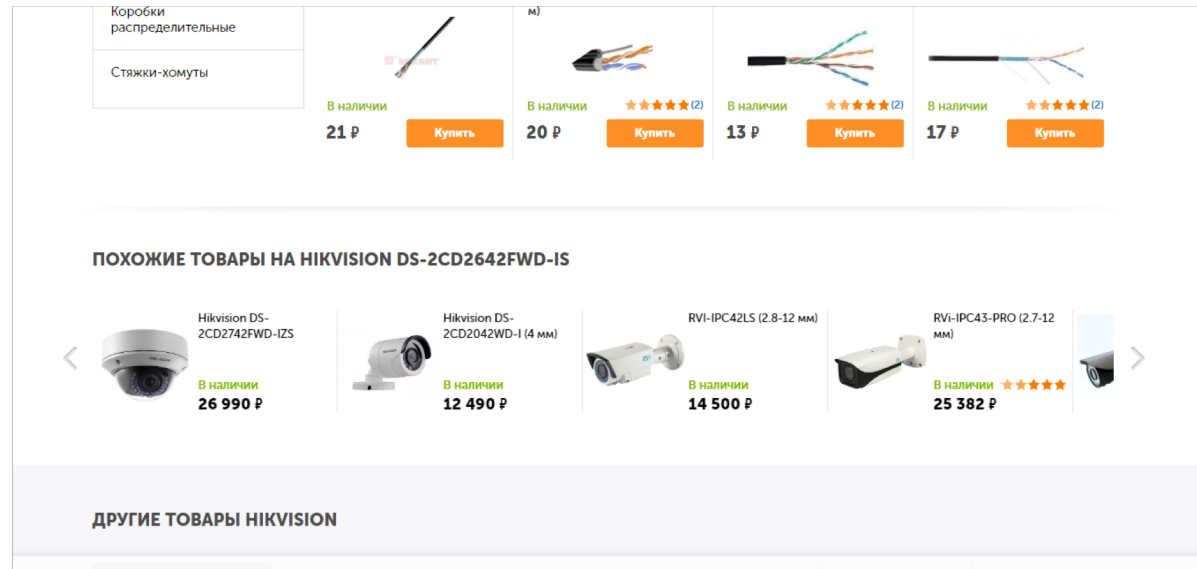 Коробки
распределительные
Стяжки-хомуты
м)
В наличии
21 ₽
Купить
В наличии
(2)
20 ₽
Купить
В наличии
(2)
13 ₽
Купить
В наличии
(2)
17 ₽
Купить
ПОХОЖИЕ ТОВАРЫ НА HIKVISION DS-2CD2642FWD-IS
Hikvision DS-
2CD2742FWD-IZS
В наличии
26 990 ₽
Hikvision DS-
2CD2042WD-I (4 мм)
В наличии
12 490 ₽
RVI-IPC42LS (2.8-12 мм)
В наличии
14 500 ₽
RVi-IPC43-PRO (2.7-12
мм)
В наличии
25 382 ₽
ДРУГИЕ ТОВАРЫ HIKVISION